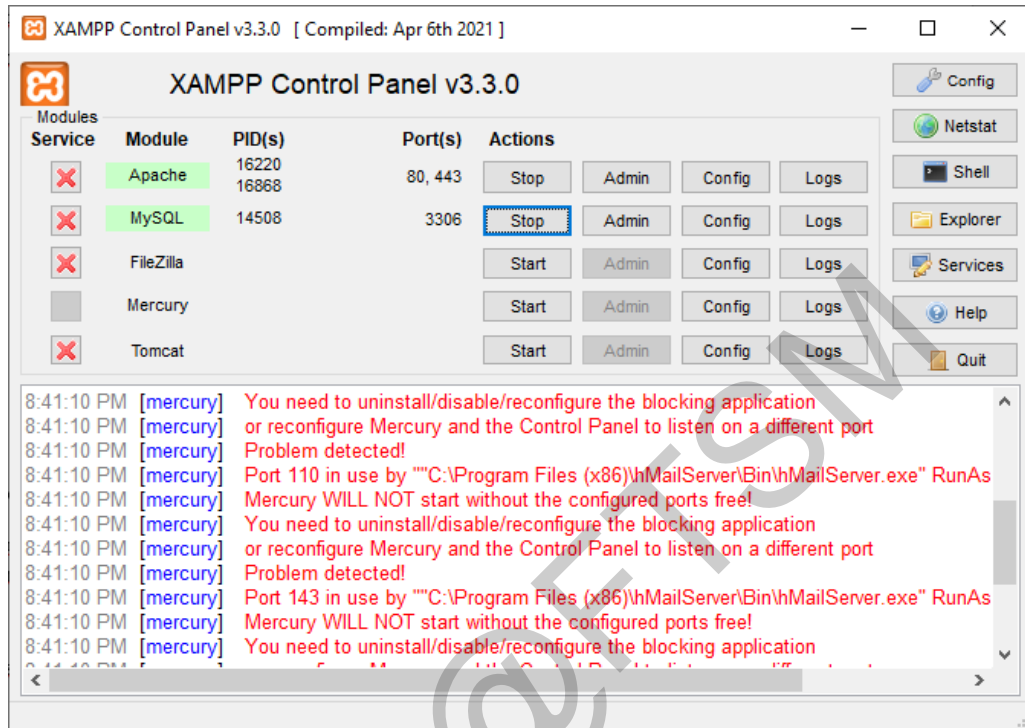 XAMPP Control Panel v3.3.0 [ Compiled: Apr 6th 2021 ]
XAMPP Control Panel v3.3.0
Config
Modules
Service Module PID(s) Port(s) Actions
Netstat
Apache 16220 16868 80, 443 Stop Admin Config Logs
Shell
MySQL 14508 3306 Stop Admin Config Logs
Explorer
FileZilla Start Admin Config Logs
Services
Mercury Start Admin Config Logs
Help
Tomcat Start Admin Config Logs
Quit
8:41:10 PM [mercury] You need to uninstall/disable/reconfigure the blocking application
8:41:10 PM [mercury] or reconfigure Mercury and the Control Panel to listen on a different port
8:41:10 PM [mercury] Problem detected!
8:41:10 PM [mercury] Port 110 in use by ""C:\Program Files (x86)\hMailServer\Bin\hMailServer.exe" RunAs
8:41:10 PM [mercury] Mercury WILL NOT start without the configured ports free!
8:41:10 PM [mercury] You need to uninstall/disable/reconfigure the blocking application
8:41:10 PM [mercury] or reconfigure Mercury and the Control Panel to listen on a different port
8:41:10 PM [mercury] Problem detected!
8:41:10 PM [mercury] Port 143 in use by ""C:\Program Files (x86)\hMailServer\Bin\hMailServer.exe" RunAs
8:41:10 PM [mercury] Mercury WILL NOT start without the configured ports free!
8:41:10 PM [mercury] You need to uninstall/disable/reconfigure the blocking application
@FTSM